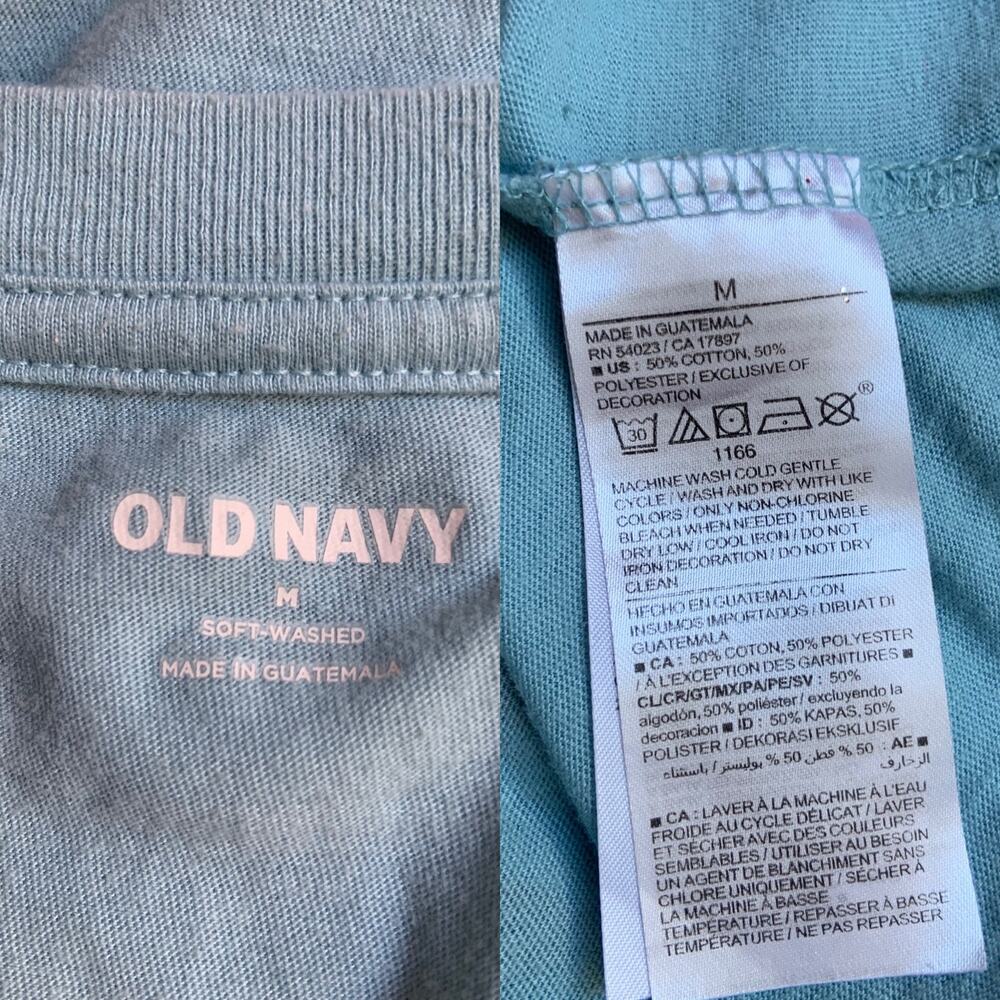 OLD NAVY
M
SOFT-WASHED
MADE IN GUATEMALA
M
MADE IN GUATEMALA
RN 54023 / CA 17897
■ US : 50% COTTON, 50%
POLYESTER / EXCLUSIVE OF
DECORATION
30
®
1166
MACHINE WASH COLD GENTLE
CYCLE / WASH AND DRY WITH LIKE
COLORS / ONLY NON-CHLORINE
BLEACH WHEN NEEDED / TUMBLE
DRY LOW / COOL IRON / DO NOT
IRON DECORATION / DO NOT DRY
CLEAN
HECHO EN GUATEMALA CON
INSUMOS IMPORTADOS / DIBUAT DI
GUATEMALA
■ CA : 50% COTON, 50% POLYESTER
/ À L'EXCEPTION DES GARNITURES ■
CL/CR/GT/MX/PA/PE/SV : 50%
algodón, 50% poliéster / excluyendo la
decoracion ■ ID : 50% KAPAS, 50%
POLISTER / DEKORASI EKSKLUSIF
■ AE : 50 % قطن 50 % بوليستر / باستثناء
الزخارف
■ CA : LAVER À LA MACHINE À L'EAU
FROIDE AU CYCLE DÉLICAT / LAVER
ET SÉCHER AVEC DES COULEURS
SEMBLABLES / UTILISER AU BESOIN
UN AGENT DE BLANCHIMENT SANS
CHLORE UNIQUEMENT / SÉCHER À
LA MACHINE À BASSE
TEMPÉRATURE / REPASSER À BASSE
TEMPÉRATURE / NE PAS REPASSER